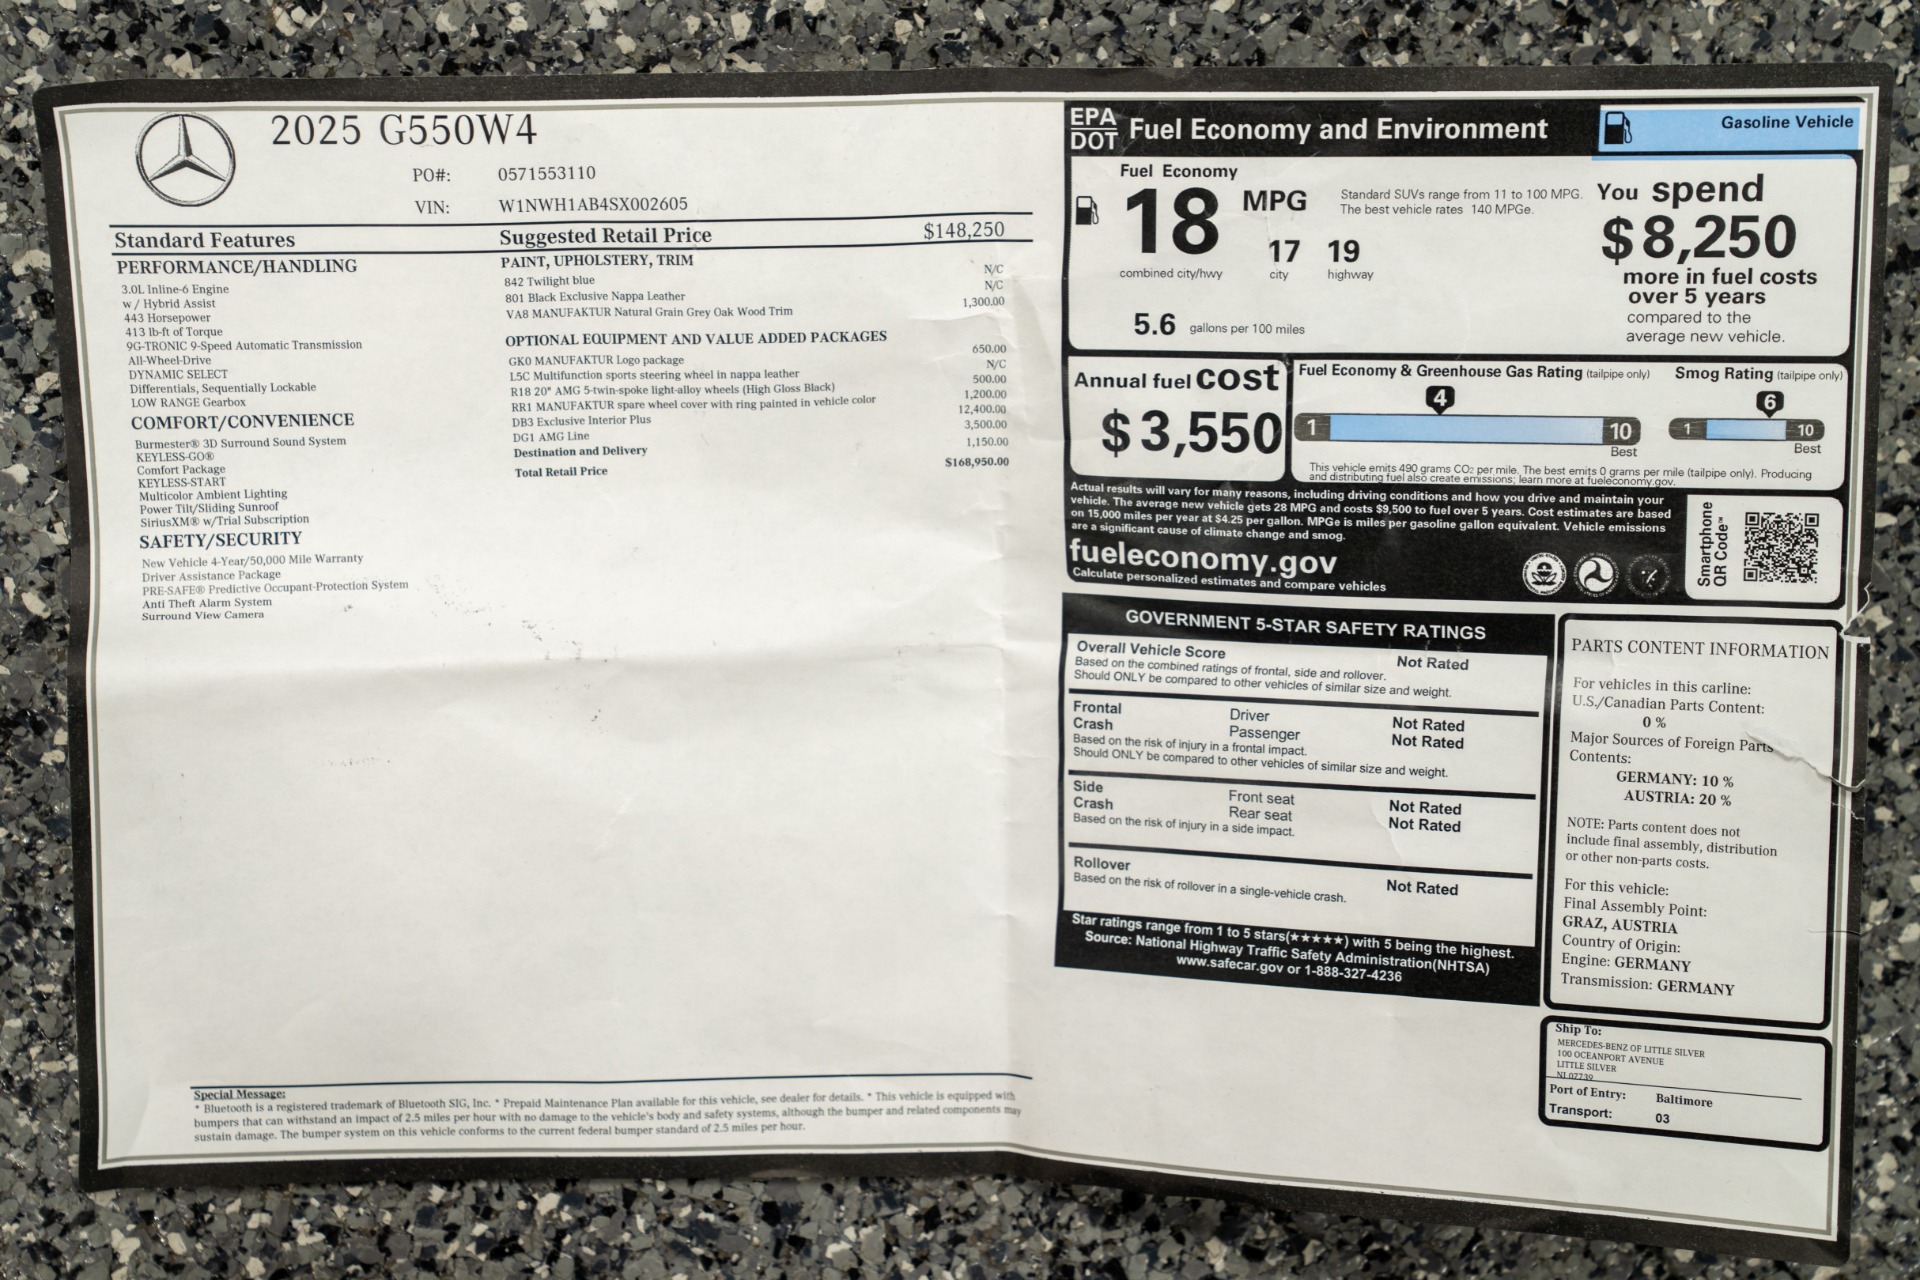 2025 G550W4
PO#: 0571553110
VIN: W1NWH1AB4SX002605
Standard Features
PERFORMANCE/HANDLING
3.0L Inline-6 Engine
w / Hybrid Assist
443 Horsepower
413 lb-ft of Torque
9G-TRONIC 9-Speed Automatic Transmission
All-Wheel-Drive
DYNAMIC SELECT
Differentials, Sequentially Lockable
LOW RANGE Gearbox
COMFORT/CONVENIENCE
Burmester® 3D Surround Sound System
KEYLESS-GO®
Comfort Package
KEYLESS-START
Multicolor Ambient Lighting
Power Tilt/Sliding Sunroof
SiriusXM® w/Trial Subscription
SAFETY/SECURITY
New Vehicle 4-Year/50,000 Mile Warranty
Driver Assistance Package
PRE-SAFE® Predictive Occupant-Protection System
Anti Theft Alarm System
Surround View Camera
Suggested Retail Price $148,250
PAINT, UPHOLSTERY, TRIM
842 Twilight blue N/C
801 Black Exclusive Nappa Leather N/C
VA8 MANUFAKTUR Natural Grain Grey Oak Wood Trim 1,300.00
OPTIONAL EQUIPMENT AND VALUE ADDED PACKAGES
GK0 MANUFAKTUR Logo package 650.00
L5C Multifunction sports steering wheel in nappa leather N/C
R18 20" AMG 5-twin-spoke light-alloy wheels (High Gloss Black) 500.00
RR1 MANUFAKTUR spare wheel cover with ring painted in vehicle color 1,200.00
DB3 Exclusive Interior Plus 12,400.00
DG1 AMG Line 3,500.00
Destination and Delivery 1,150.00
Total Retail Price $168,950.00
Special Message:
* Bluetooth is a registered trademark of Bluetooth SIG, Inc. * Prepaid Maintenance Plan available for this vehicle, see dealer for details. * This vehicle is equipped with
bumpers that can withstand an impact of 2.5 miles per hour with no damage to the vehicle's body and safety systems, although the bumper and related components may
sustain damage. The bumper system on this vehicle conforms to the current federal bumper standard of 2.5 miles per hour.
EPA
DOT
Fuel Economy and Environment
Gasoline Vehicle
Fuel Economy
18 MPG
combined city/hwy
17
city
19
highway
5.6 gallons per 100 miles
Standard SUVs range from 11 to 100 MPG.
The best vehicle rates 140 MPGe.
You spend
$8,250
more in fuel costs
over 5 years
compared to the
average new vehicle.
Annual fuel cost
$3,550
Fuel Economy & Greenhouse Gas Rating (tailpipe only)
4
1 10
Best
Smog Rating (tailpipe only)
6
1 10
Best
This vehicle emits 490 grams CO2 per mile. The best emits 0 grams per mile (tailpipe only). Producing
and distributing fuel also create emissions; learn more at fueleconomy.gov.
Actual results will vary for many reasons, including driving conditions and how you drive and maintain your
vehicle. The average new vehicle gets 28 MPG and costs $9,500 to fuel over 5 years. Cost estimates are based
on 15,000 miles per year at $4.25 per gallon. MPGe is miles per gasoline gallon equivalent. Vehicle emissions
are a significant cause of climate change and smog.
fueleconomy.gov
Calculate personalized estimates and compare vehicles
Smartphone
QR Code™
GOVERNMENT 5-STAR SAFETY RATINGS
Overall Vehicle Score Not Rated
Based on the combined ratings of frontal, side and rollover.
Should ONLY be compared to other vehicles of similar size and weight.
Frontal Driver Not Rated
Crash Passenger Not Rated
Based on the risk of injury in a frontal impact.
Should ONLY be compared to other vehicles of similar size and weight.
Side Front seat Not Rated
Crash Rear seat Not Rated
Based on the risk of injury in a side impact.
Rollover Not Rated
Based on the risk of rollover in a single-vehicle crash.
Star ratings range from 1 to 5 stars(★★★★★) with 5 being the highest.
Source: National Highway Traffic Safety Administration(NHTSA)
www.safecar.gov or 1-888-327-4236
PARTS CONTENT INFORMATION
For vehicles in this carline:
U.S./Canadian Parts Content:
0 %
Major Sources of Foreign Parts
Contents:
GERMANY: 10 %
AUSTRIA: 20 %
NOTE: Parts content does not
include final assembly, distribution
or other non-parts costs.
For this vehicle:
Final Assembly Point:
GRAZ, AUSTRIA
Country of Origin:
Engine: GERMANY
Transmission: GERMANY
Ship To:
MERCEDES-BENZ OF LITTLE SILVER
100 OCEANPORT AVENUE
LITTLE SILVER
NJ 07739
Port of Entry: Baltimore
Transport: 03